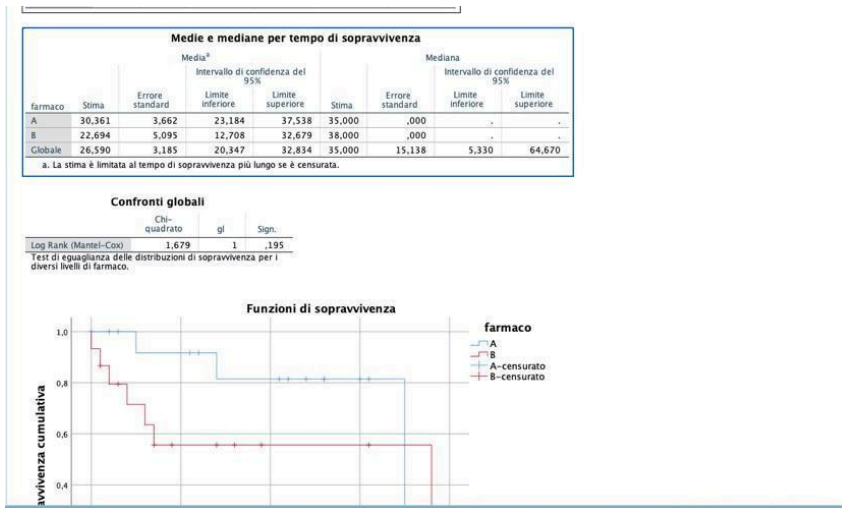 Medie e mediane per tempo di sopravvivenza
Mediaª Mediana
Intervallo di confidenza del 95% Intervallo di confidenza del 95%
farmaco Stima Errore standard Limite inferiore Limite superiore Stima Errore standard Limite inferiore Limite superiore
A 30,361 3,662 23,184 37,538 35,000 ,000 . .
B 22,694 5,095 12,708 32,679 38,000 ,000 . .
Globale 26,590 3,185 20,347 32,834 35,000 15,138 5,330 64,670
a. La stima è limitata al tempo di sopravvivenza più lungo se è censurata.
Confronti globali
Chi-quadrato gl Sign.
Log Rank (Mantel-Cox) 1,679 1 ,195
Test di eguaglianza delle distribuzioni di sopravvivenza per i
diversi livelli di farmaco.
Funzioni di sopravvivenza
farmaco
A
B
A-censurato
B-censurato
1,0
0,8
0,6
0,4
vvivenza cumulativa